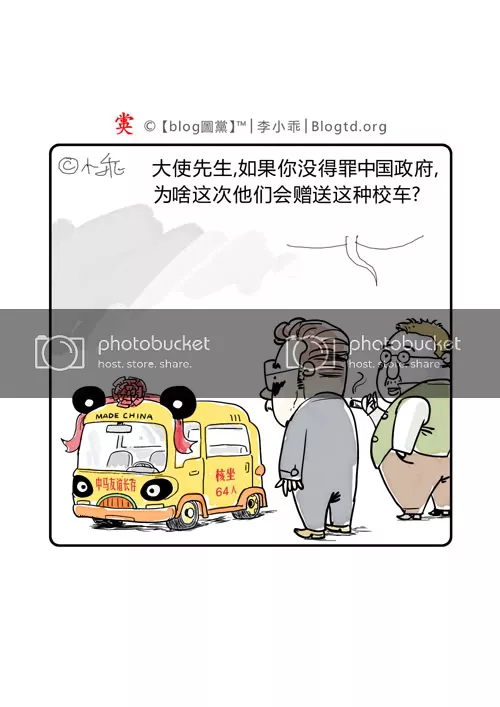 黨 ©【blog圖黨】™|李小乖|Blogtd.org
©小乖
大使先生,如果你没得罪中国政府,
为啥这次他们会赠送这种校车?
photobucket
host. store. share.
photobucket
host. store. share.
MADE CHINA
中马友谊长存
核坐
64人